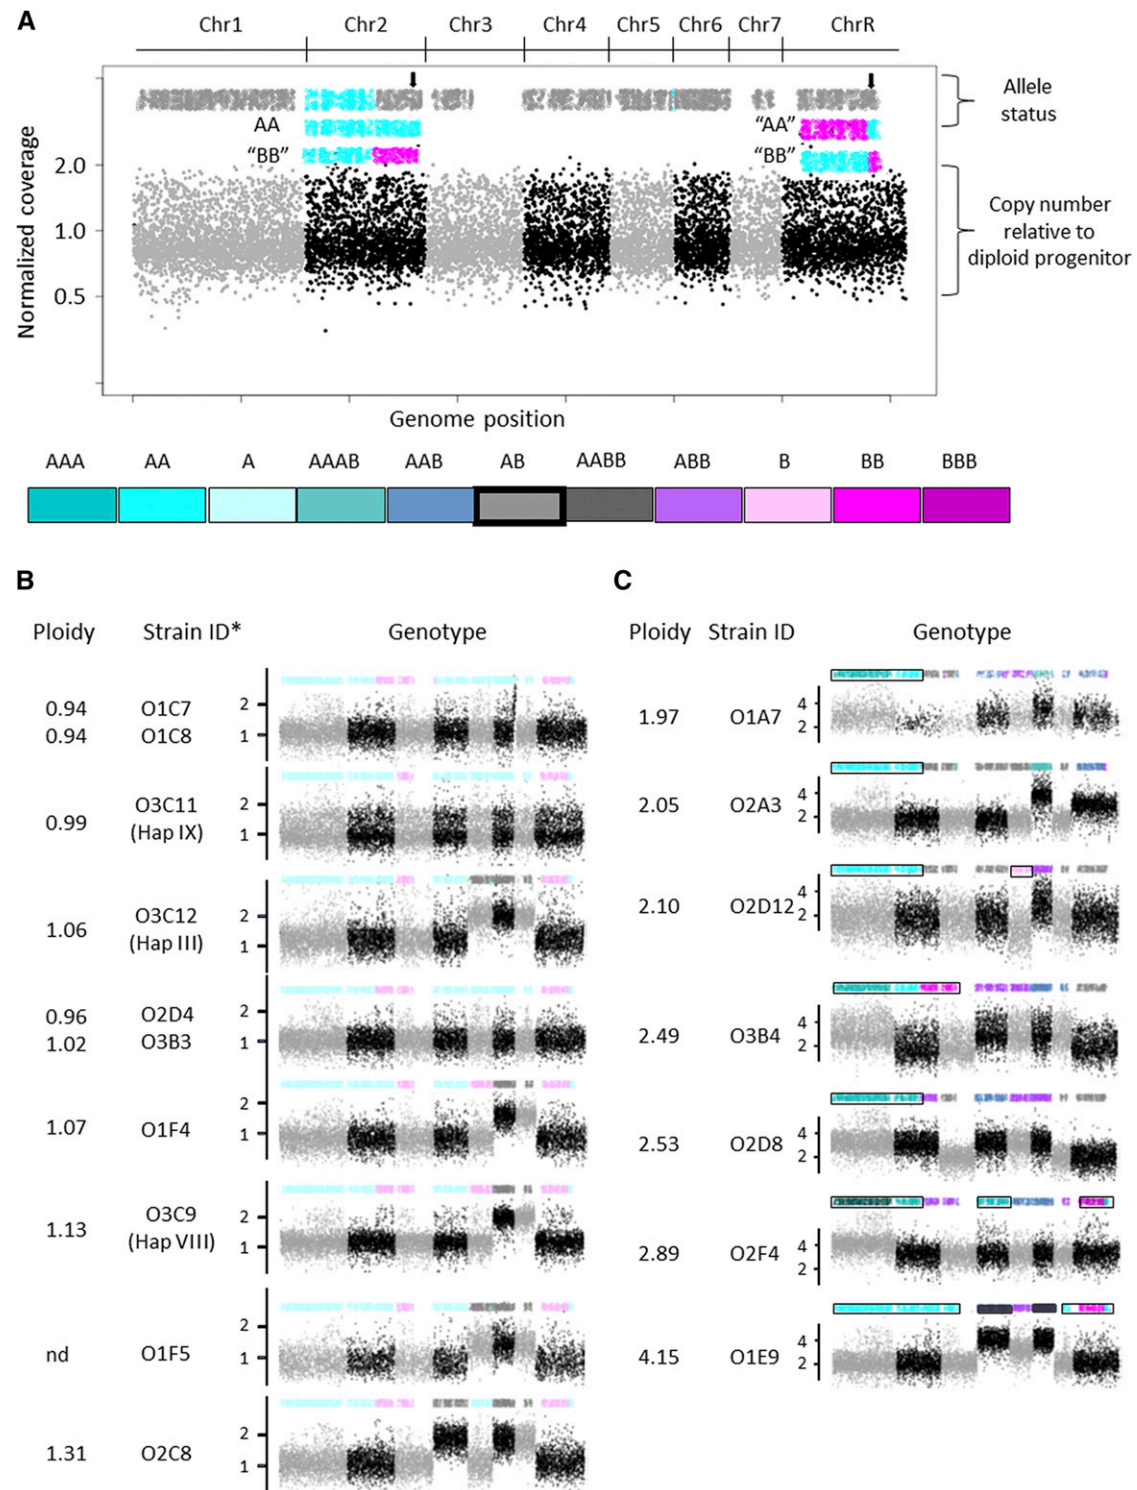 A
Chr1 Chr2 Chr3 Chr4 Chr5 Chr6 Chr7 ChrR
Allele
status
AA
"BB"
“AA”
“BB”
Normalized coverage
2.0
1.0
0.5
Copy number
relative to
diploid progenitor
Genome position
AAA AA A AAAB AAB AB AABB ABB B BB BBB
B
Ploidy Strain ID* Genotype
0.94 O1C7
0.94 O1C8
2
1
0.99 O3C11
(Hap IX)
2
1
1.06 O3C12
(Hap III)
2
1
0.96 O2D4
1.02 O3B3
2
1
1.07 O1F4
2
1
1.13 O3C9
(Hap VIII)
2
1
nd O1F5
2
1
1.31 O2C8
2
1
C
Ploidy Strain ID Genotype
1.97 O1A7
4
2
2.05 O2A3
4
2
2.10 O2D12
4
2
2.49 O3B4
4
2
2.53 O2D8
4
2
2.89 O2F4
4
2
4.15 O1E9
4
2